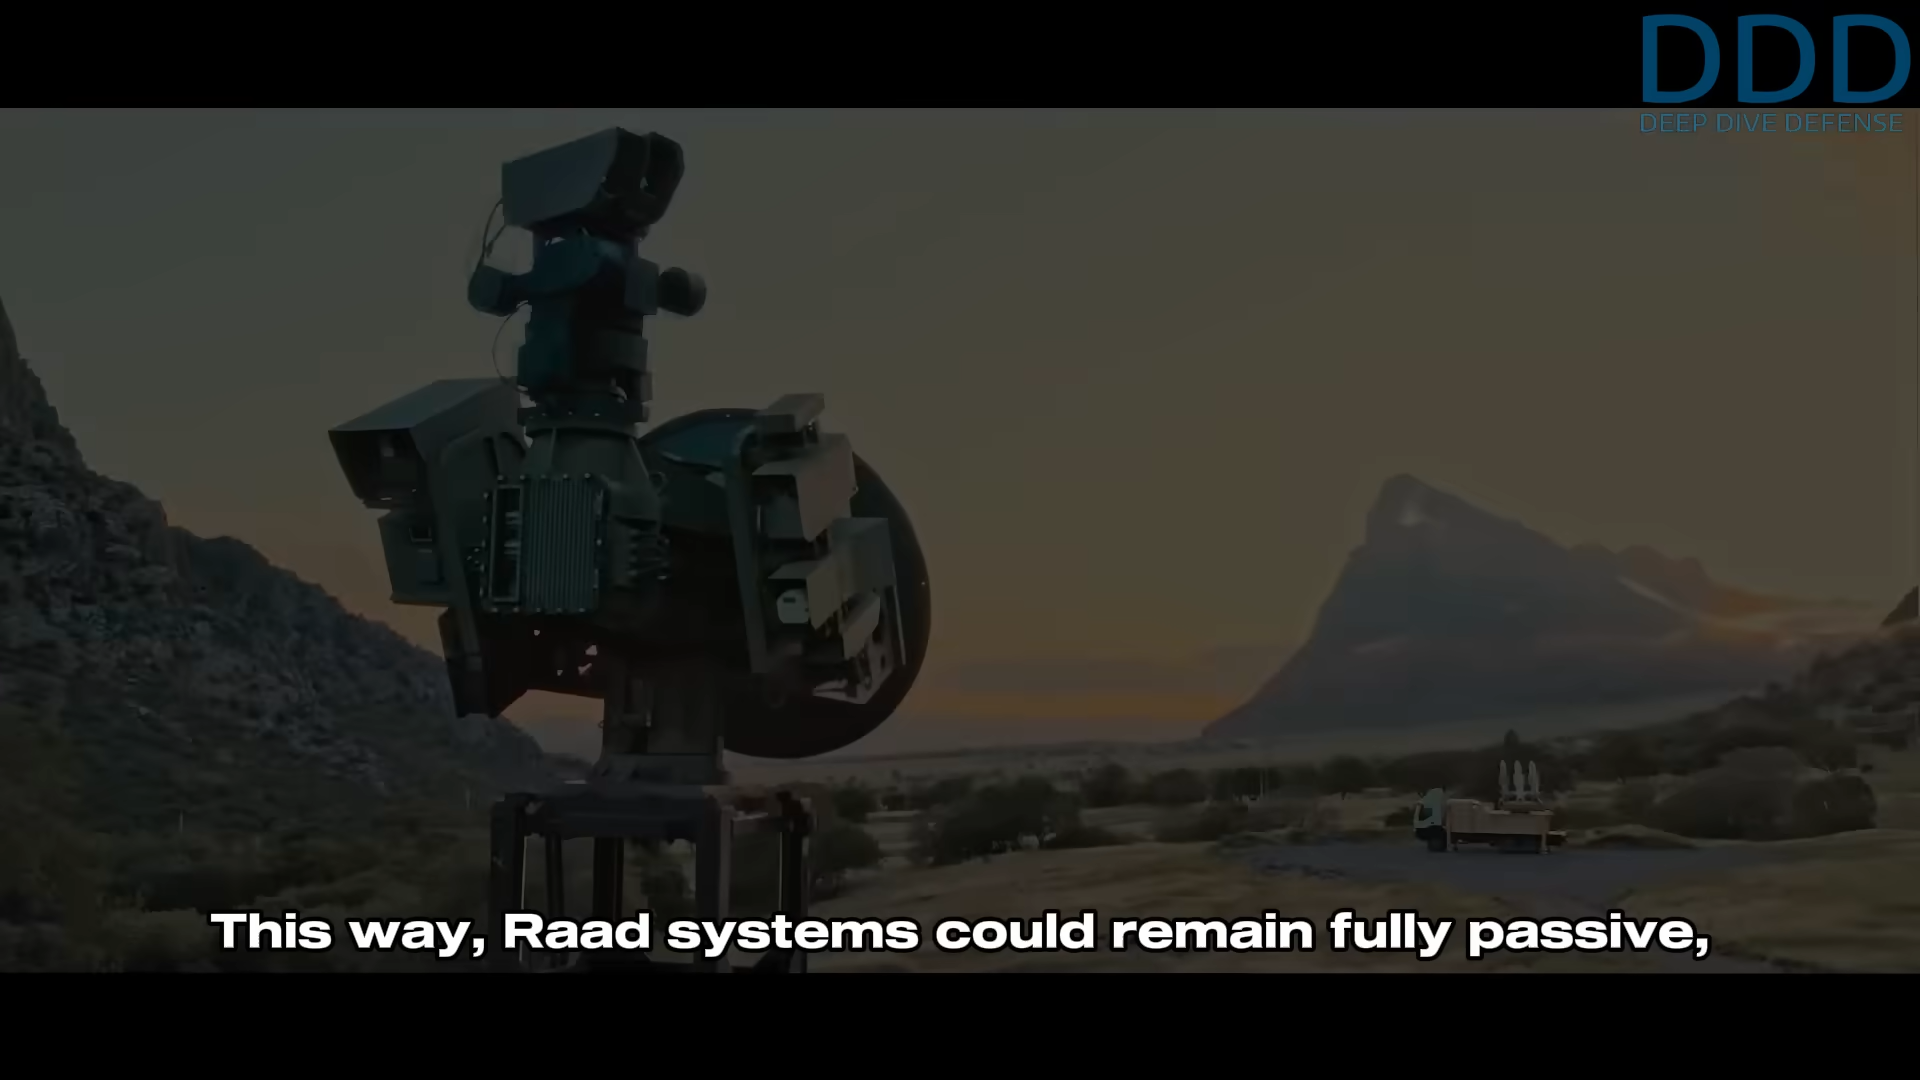 DDD
DEEP DIVE DEFENSE
This way, Raad systems could remain fully passive,